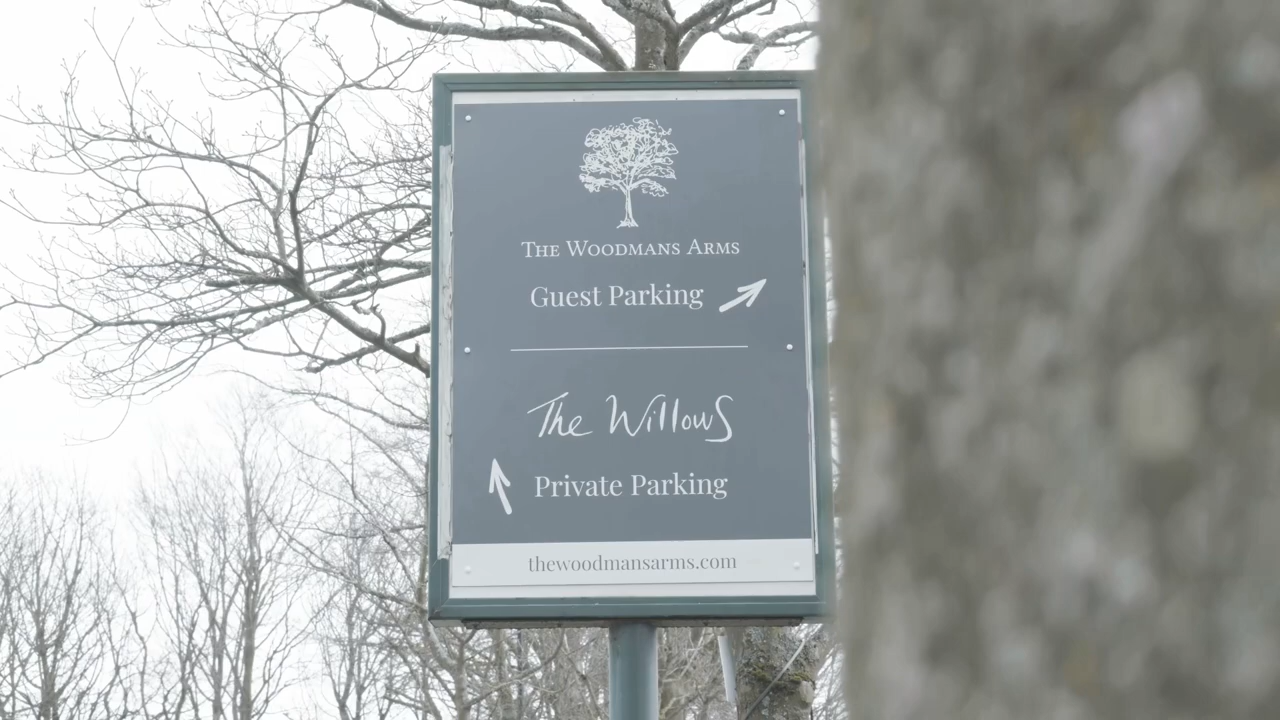 The Woodmans Arms
Guest Parking
The Willows
Private Parking
thewoodmansarms.com